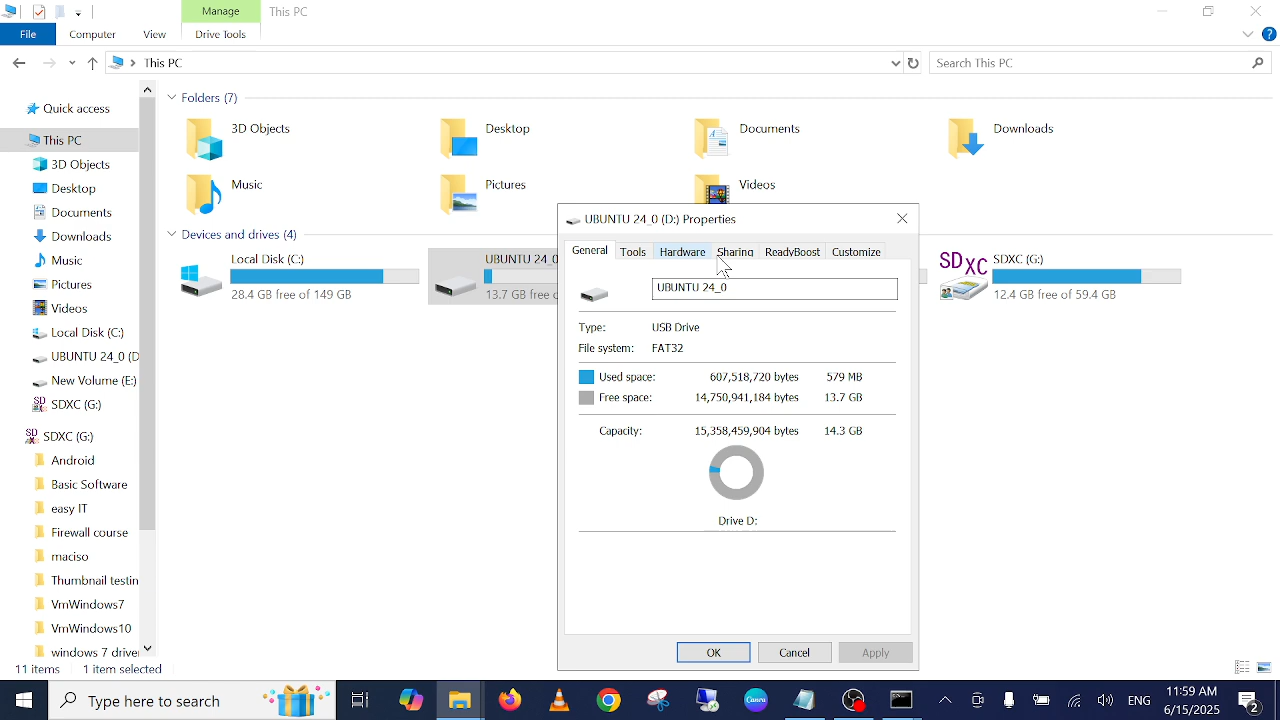 Manage
This PC
File
Computer
View
Drive Tools
This PC
Search This PC
Quick access
This PC
3D Objects
Desktop
Documents
Downloads
Music
Pictures
Videos
Local Disk (C:)
UBUNTU 24_0 (D
New Volume (E:)
SDXC (G:)
SDXC (G:)
Android
Basic Software
easy IT
Firewall course
maciso
Thumbnail testin
VmWindows7
VmWindows10
windows 7 drive
Folders (7)
3D Objects
Desktop
Documents
Downloads
Music
Pictures
Videos
Devices and drives (4)
Local Disk (C:)
28.4 GB free of 149 GB
UBUNTU 24_0
13.7 GB free o
SDXC
SDXC (G:)
12.4 GB free of 59.4 GB
UBUNTU 24_0 (D:) Properties
General
Tools
Hardware
Sharing
ReadyBoost
Customize
UBUNTU 24_0
Type: USB Drive
File system: FAT32
Used space: 607,518,720 bytes 579 MB
Free space: 14,750,941,184 bytes 13.7 GB
Capacity: 15,358,459,904 bytes 14.3 GB
Drive D:
OK
Cancel
Apply
11 items
1 item selected
Type here to search
Canva
ENG
11:59 AM
6/15/2025
2